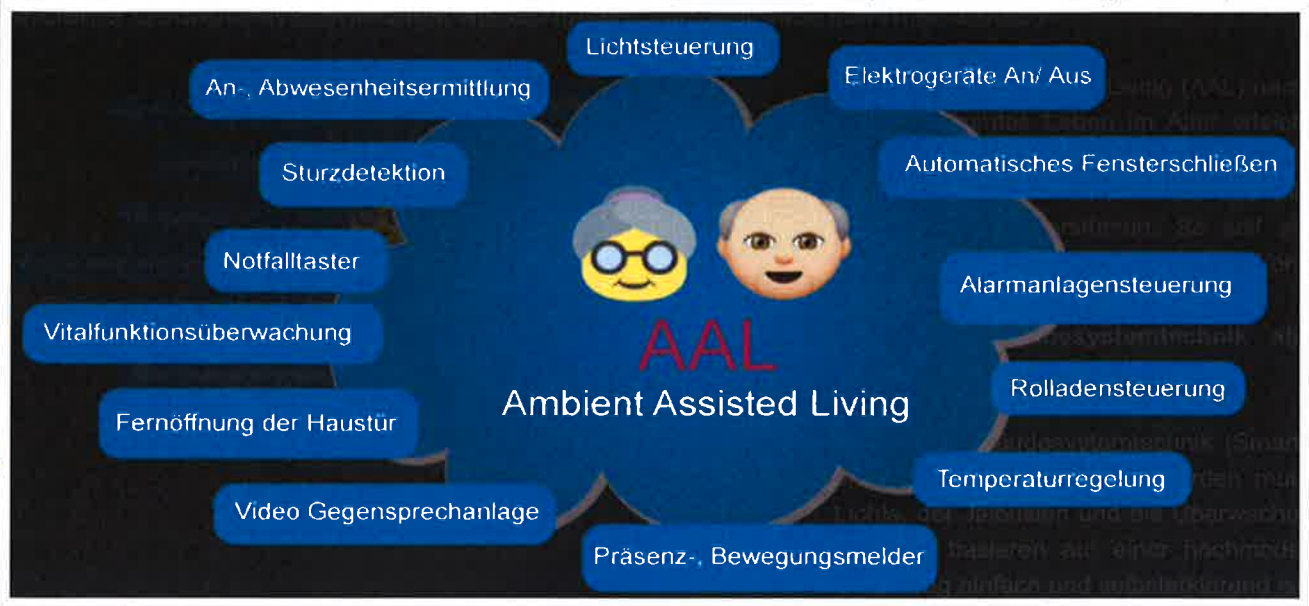 Lichtsteuerung
Elektrogeräte An/ Aus
An-, Abwesenheitsermittlung
Automatisches Fensterschließen
Sturzdetektion
Notfalltaster
Alarmanlagensteuerung
Vitalfunktionsüberwachung
AAL
Rolladensteuerung
Ambient Assisted Living
Fernöffnung der Haustür
Temperaturregelung
Video Gegensprechanlage
Präsenz-, Bewegungsmelder